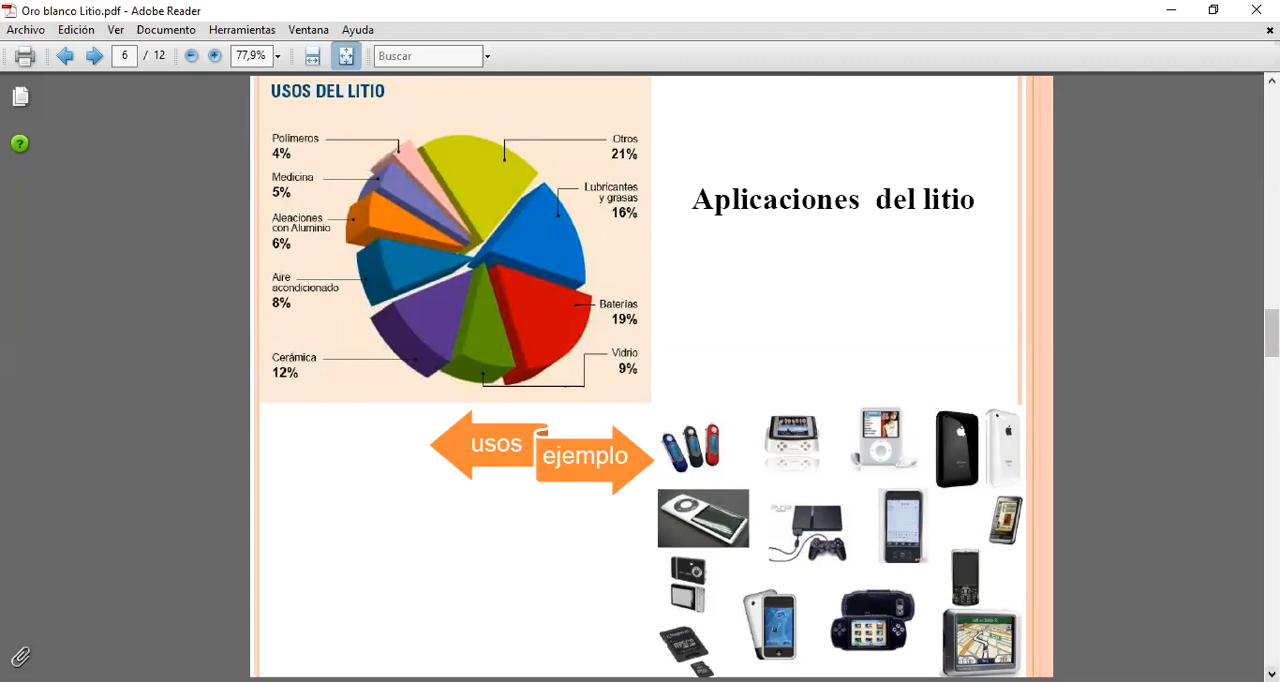 Oro blanco Litio.pdf - Adobe Reader
Archivo Edición Ver Documento Herramientas Ventana Ayuda
6 / 12 77,9% Buscar
USOS DEL LITIO
Polímeros
4%
Medicina
5%
Aleaciones
con Aluminio
6%
Aire
acondicionado
8%
Cerámica
12%
Otros
21%
Lubricantes
y grasas
16%
Baterías
19%
Vidrio
9%
Aplicaciones del litio
usos
ejemplo